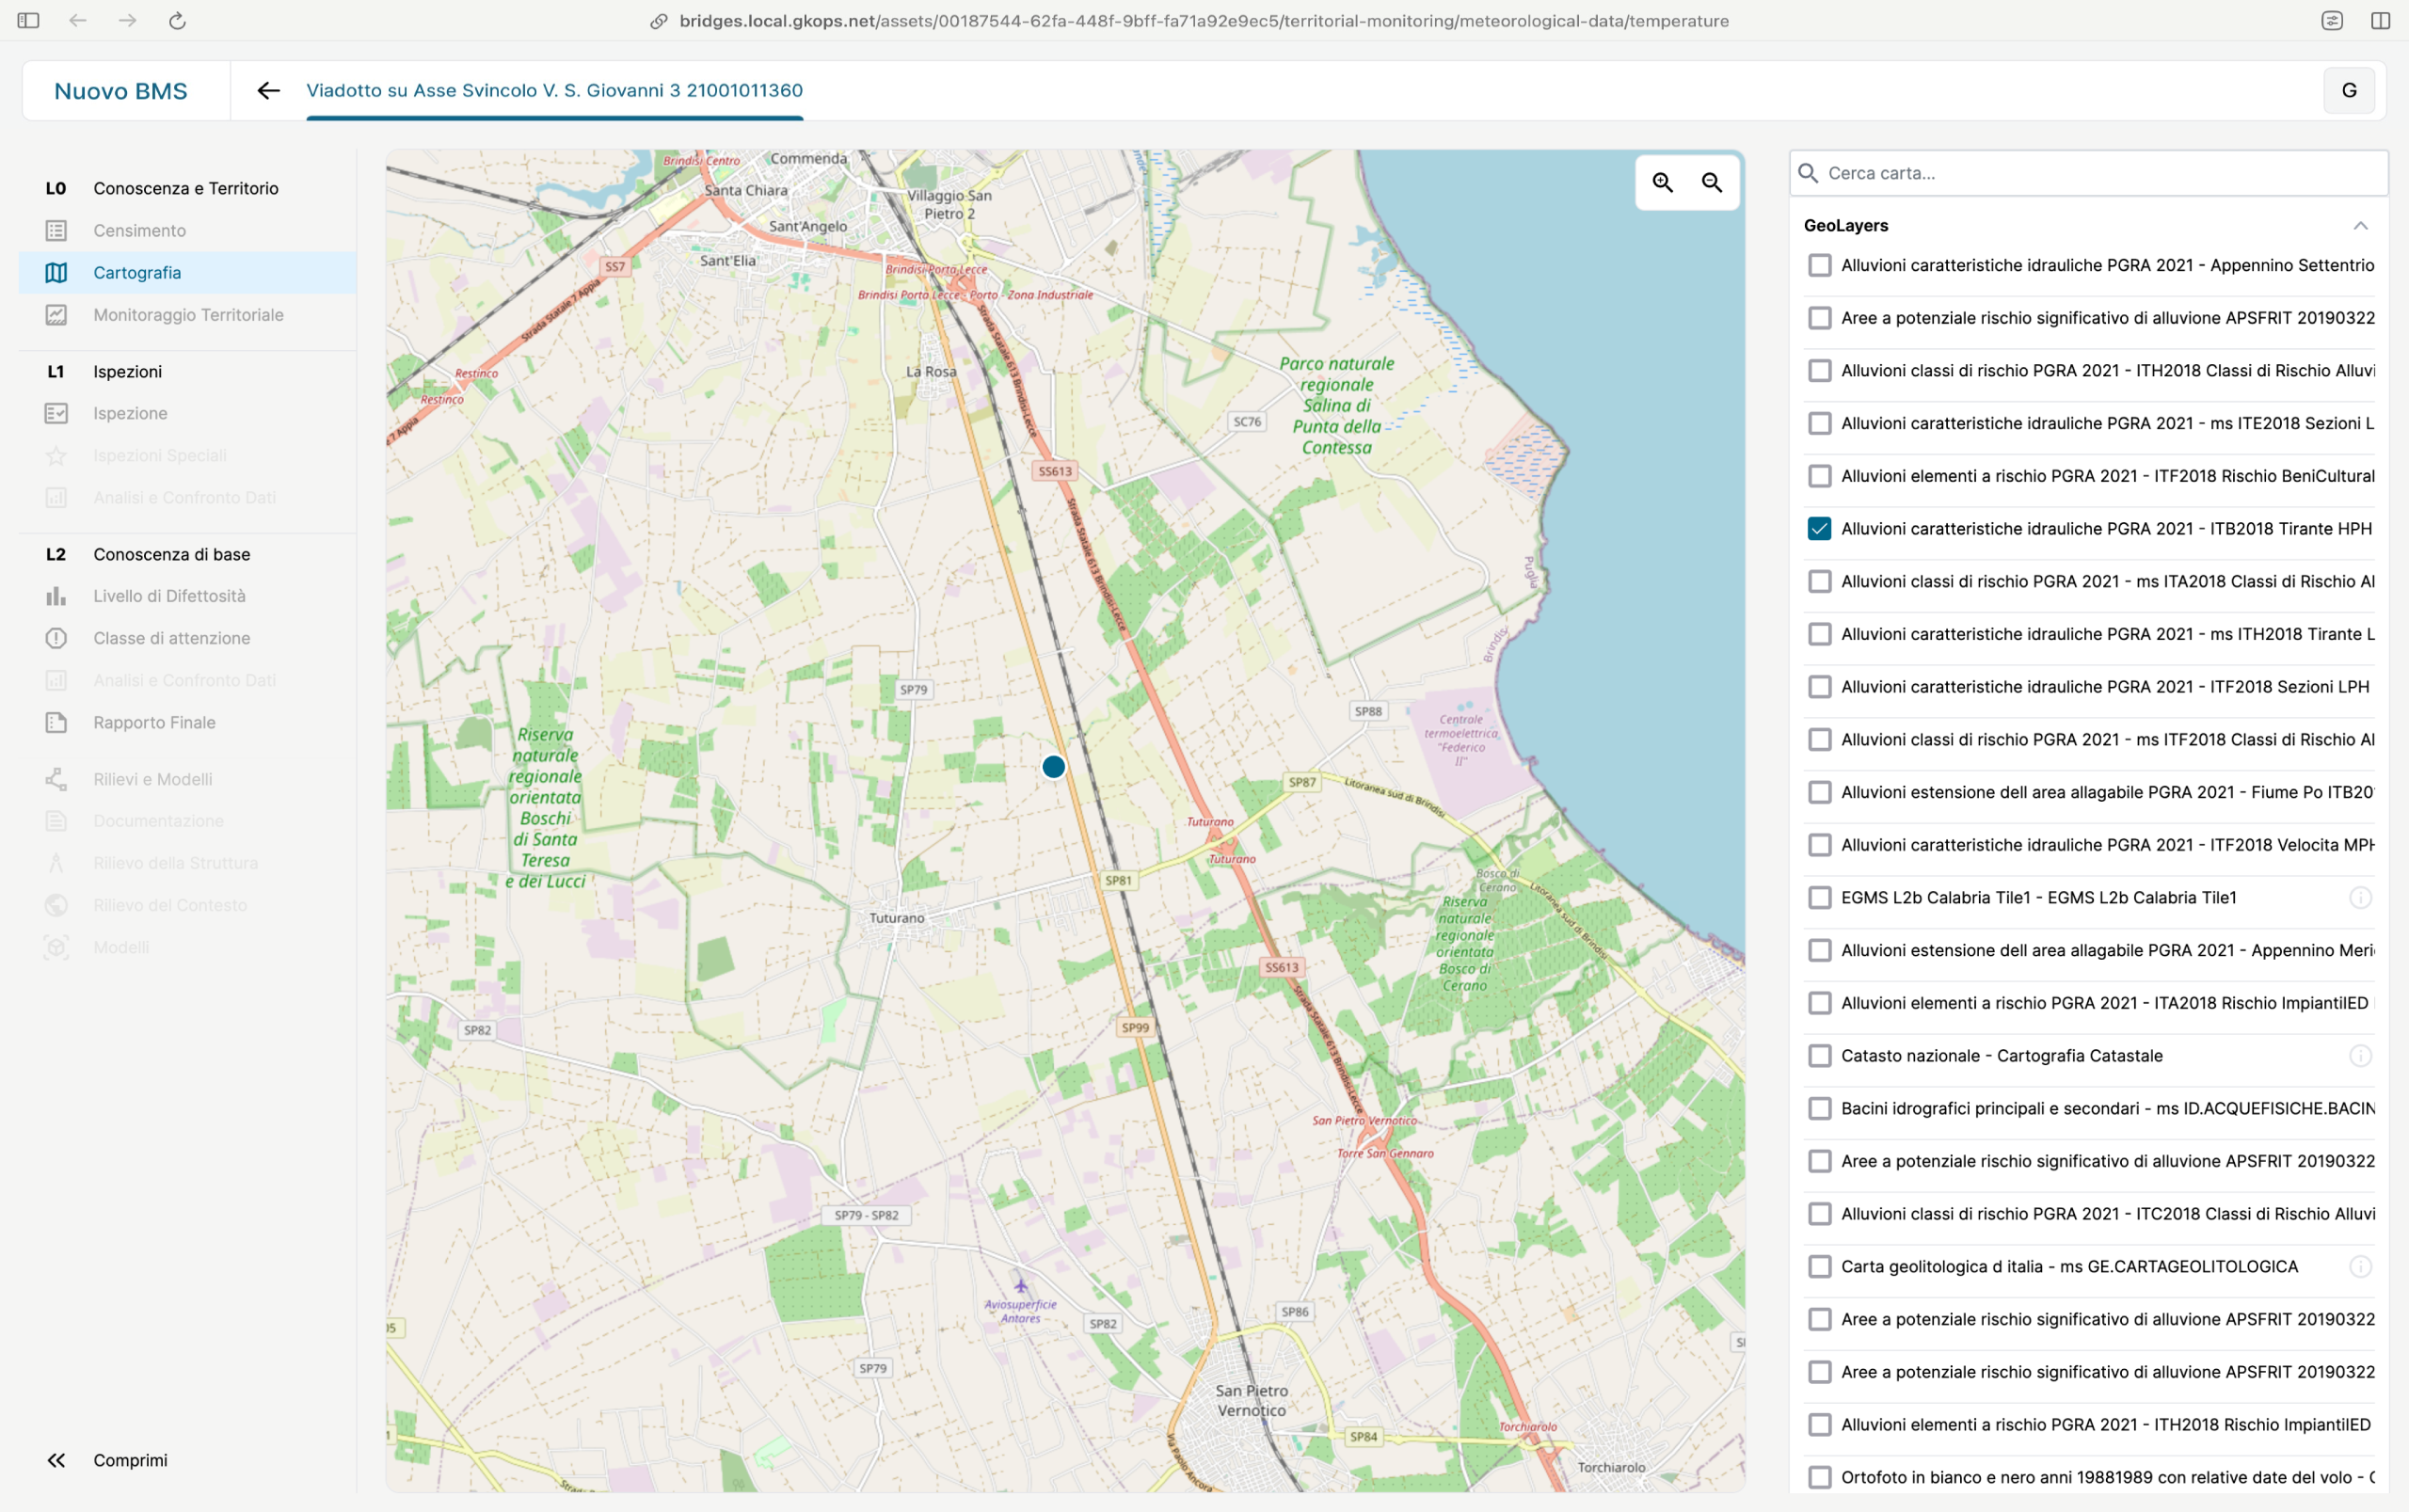 bridges.local.gkops.net/assets/00187544-62fa-448f-9bff-fa71a92e9ec5/territorial-monitoring/meteorological-data/temperature
Nuovo BMS
Viadotto su Asse Svincolo V. S. Giovanni 3 21001011360
G
L0 Conoscenza e Territorio
Censimento
Cartografia
Monitoraggio Territoriale
L1 Ispezioni
Ispezione
Ispezioni Speciali
Analisi e Confronto Dati
L2 Conoscenza di base
Livello di Difettosità
Classe di attenzione
Analisi e Confronto Dati
Rapporto Finale
Rilievi e Modelli
Documentazione
Rilievo della Struttura
Rilievo del Contesto
Modelli
Comprimi
Brindisi Centro
Commenda
Santa Chiara
Villaggio San
Pietro 2
Sant'Angelo
Sant'Elia
SS7
Strada Statale 7 Appia
Brindisi Porta Lecce
Brindisi Porta Lecce - Porto - Zona Industriale
Strada Statale 613 Brindisi-Lecce
Restinco
Restinco
7 Appia
La Rosa
Parco naturale
regionale
Salina di
Punta della
Contessa
SC76
SS613
Strada Statale 613 Brindisi-Lecce
Puglia
Brindisi
SP79
SP88
Centrale
termoelettrica
"Federico
II"
Riserva
naturale
regionale
orientata
Boschi
di Santa
Teresa
e dei Lucci
SP87
Litoranea sud di Brindisi
Tuturano
Tuturano
SP81
Bosco di
Cerano
Litoranea sud di Brindisi
Riserva
naturale
regionale
orientata
Bosco di
Cerano
Tuturano
SS613
Strada Statale 613 Brindisi-Lecce
SP82
SP99
San Pietro Vernotico
Torre San Gennaro
SP79 - SP82
Aviosuperficie
Antares
SP82
SP86
SP79
San Pietro
Vernotico
Via Paolo Ancora
SP84
Torchiarolo
Torchiarolo
Cerca carta...
GeoLayers
Alluvioni caratteristiche idrauliche PGRA 2021 - Appennino Settentrio
Aree a potenziale rischio significativo di alluvione APSFRIT 20190322
Alluvioni classi di rischio PGRA 2021 - ITH2018 Classi di Rischio Alluvi
Alluvioni caratteristiche idrauliche PGRA 2021 - ms ITE2018 Sezioni L
Alluvioni elementi a rischio PGRA 2021 - ITF2018 Rischio BeniCultural
Alluvioni caratteristiche idrauliche PGRA 2021 - ITB2018 Tirante HPH
Alluvioni classi di rischio PGRA 2021 - ms ITA2018 Classi di Rischio Al
Alluvioni caratteristiche idrauliche PGRA 2021 - ms ITH2018 Tirante L
Alluvioni caratteristiche idrauliche PGRA 2021 - ITF2018 Sezioni LPH
Alluvioni classi di rischio PGRA 2021 - ms ITF2018 Classi di Rischio Al
Alluvioni estensione dell area allagabile PGRA 2021 - Fiume Po ITB20
Alluvioni caratteristiche idrauliche PGRA 2021 - ITF2018 Velocita MPH
EGMS L2b Calabria Tile1 - EGMS L2b Calabria Tile1
Alluvioni estensione dell area allagabile PGRA 2021 - Appennino Meri
Alluvioni elementi a rischio PGRA 2021 - ITA2018 Rischio ImpiantiIED
Catasto nazionale - Cartografia Catastale
Bacini idrografici principali e secondari - ms ID.ACQUEFISICHE.BACIN
Aree a potenziale rischio significativo di alluvione APSFRIT 20190322
Alluvioni classi di rischio PGRA 2021 - ITC2018 Classi di Rischio Alluvi
Carta geolitologica d italia - ms GE.CARTAGEOLITOLOGICA
Aree a potenziale rischio significativo di alluvione APSFRIT 20190322
Aree a potenziale rischio significativo di alluvione APSFRIT 20190322
Alluvioni elementi a rischio PGRA 2021 - ITH2018 Rischio ImpiantiIED
Ortofoto in bianco e nero anni 19881989 con relative date del volo -